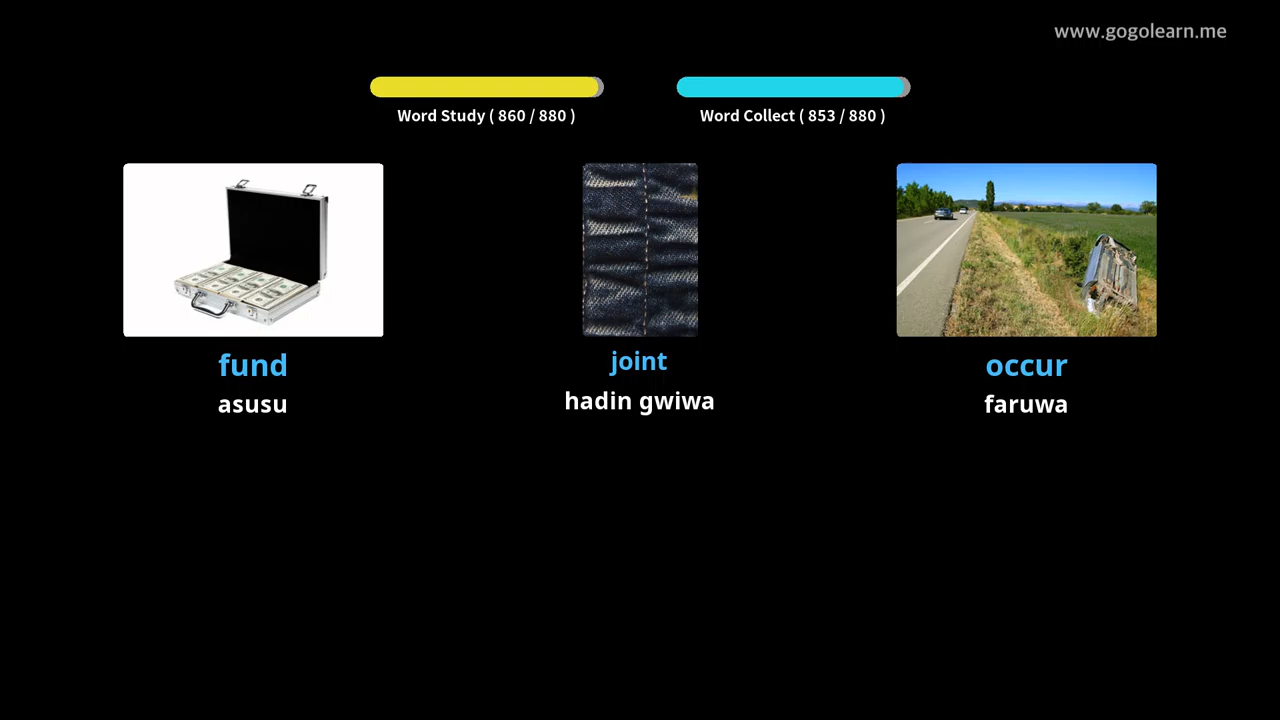 www.gogolearn.me
Word Study ( 860 / 880 )
Word Collect ( 853 / 880 )
fund
asusu
joint
hadin gwiwa
occur
faruwa